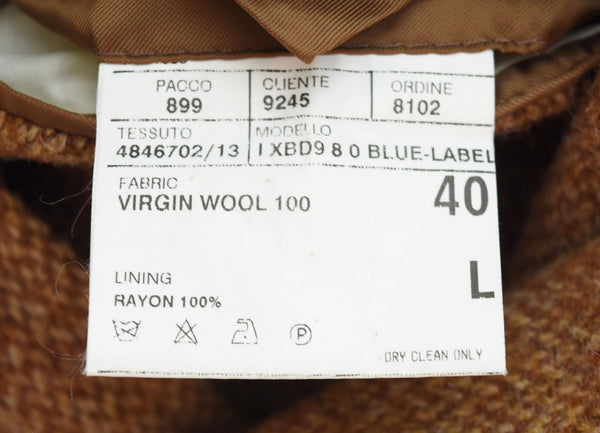 PACCO CLIENTE ORDINE
899 9245 8102
TESSUTO MODELLO
4846702/13 I XBD9 8 0 BLUE-LABEL
FABRIC
VIRGIN WOOL 100
40
LINING
L
RAYON 100%
P
DRY CLEAN ONLY